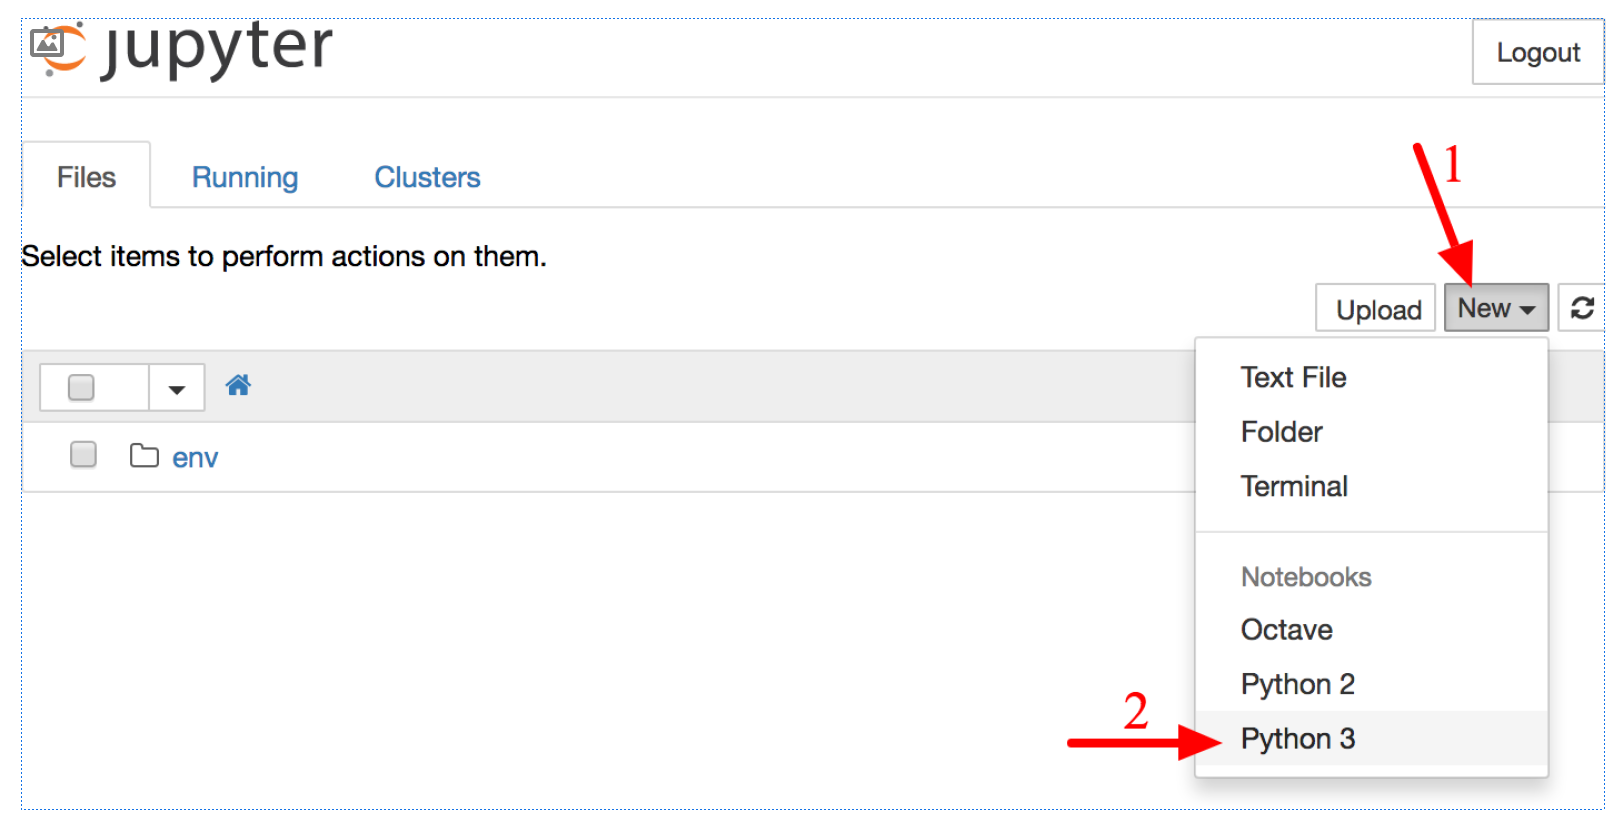 jupyter
Logout
Files Running Clusters
1
Select items to perform actions on them.
Upload New
Text File
Folder
env
Terminal
Notebooks
Octave
Python 2
2
Python 3